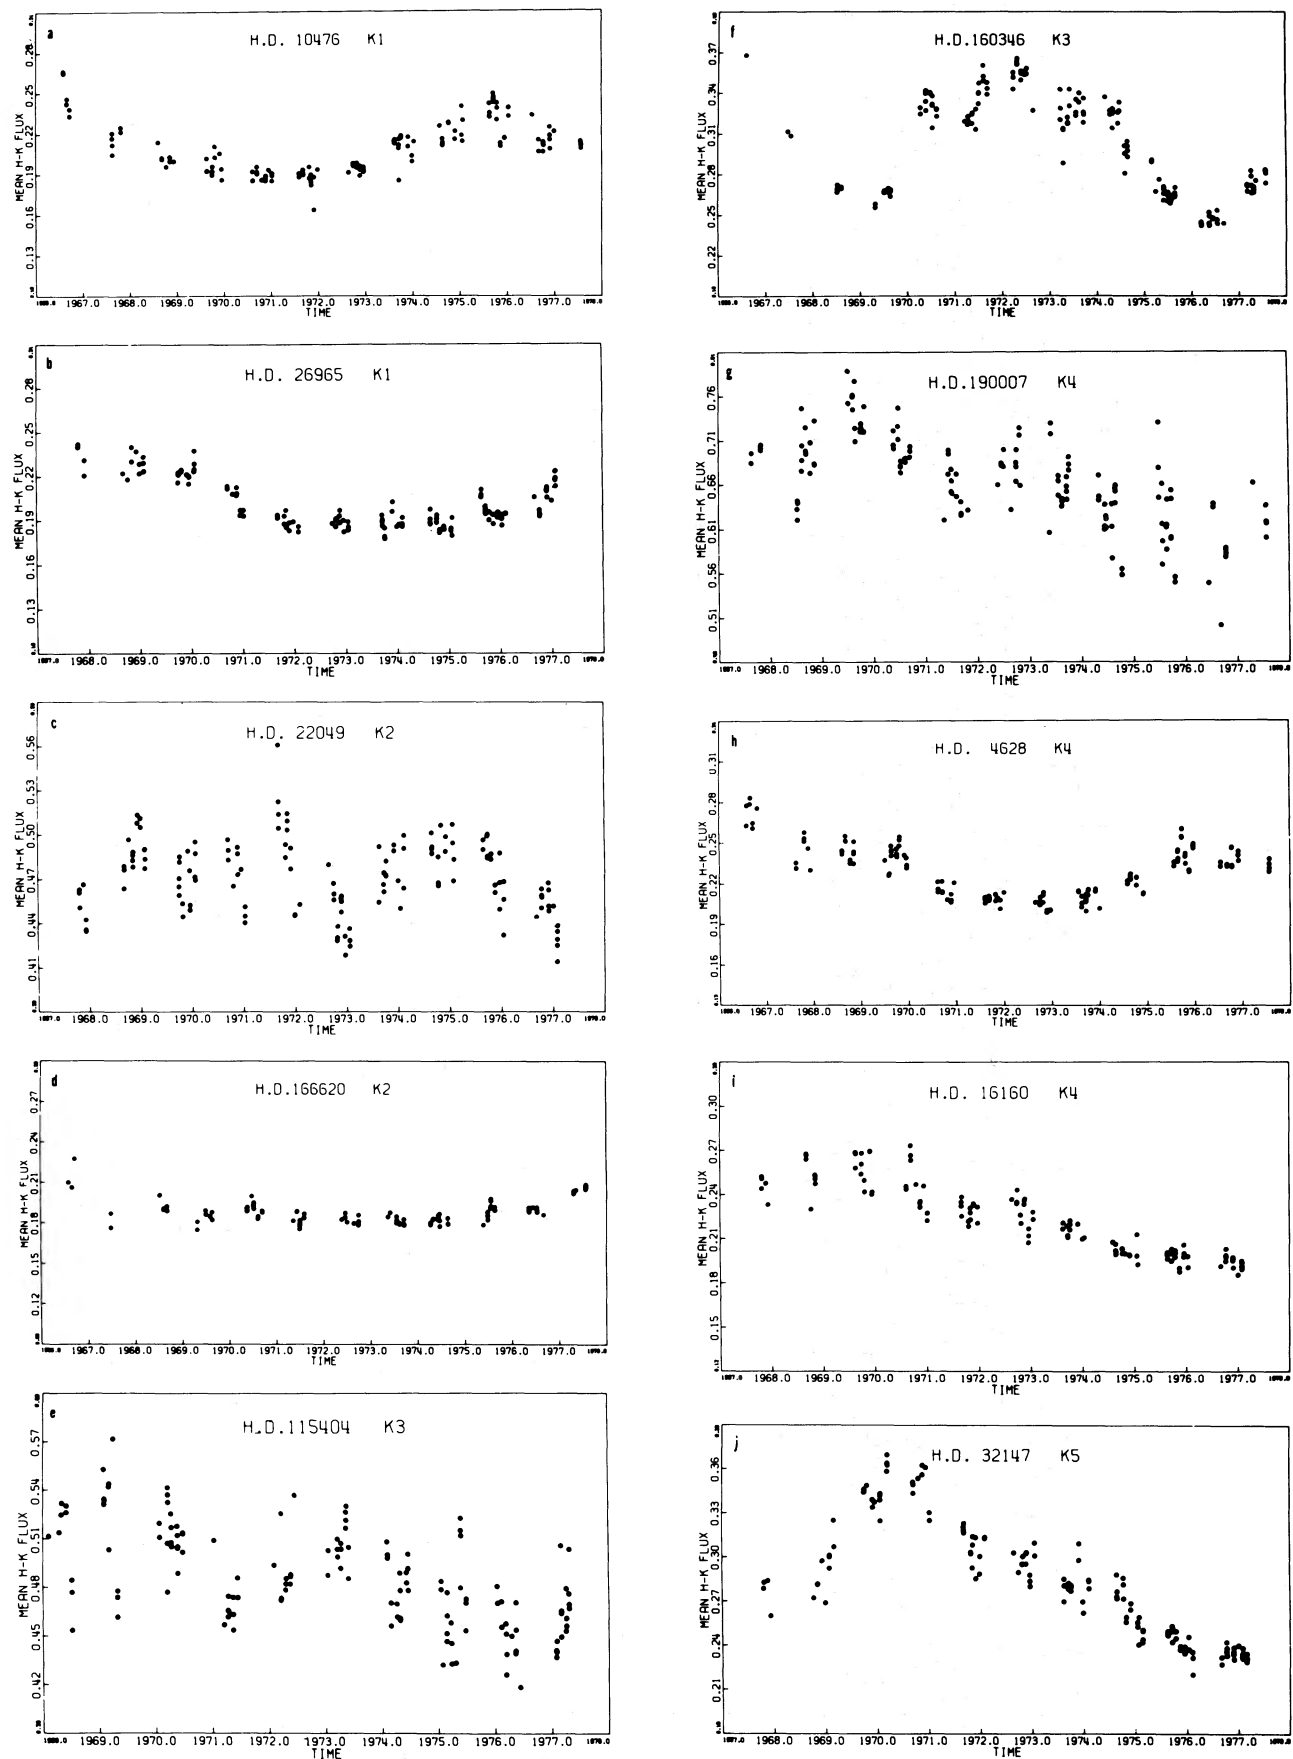 a
H.D. 10476 K1
MEAN H-K FLUX
0.28
0.25
0.22
0.19
0.16
0.13
1967.0 1968.0 1969.0 1970.0 1971.0 1972.0 1973.0 1974.0 1975.0 1976.0 1977.0
TIME
b
H.D. 26965 K1
MEAN H-K FLUX
0.28
0.25
0.22
0.19
0.16
0.13
1968.0 1969.0 1970.0 1971.0 1972.0 1973.0 1974.0 1975.0 1976.0 1977.0
TIME
c
H.D. 22049 K2
MEAN H-K FLUX
0.56
0.53
0.50
0.47
0.44
0.41
1968.0 1969.0 1970.0 1971.0 1972.0 1973.0 1974.0 1975.0 1976.0 1977.0
TIME
d
H.D.166620 K2
MEAN H-K FLUX
0.27
0.24
0.21
0.18
0.15
0.12
1967.0 1968.0 1969.0 1970.0 1971.0 1972.0 1973.0 1974.0 1975.0 1976.0 1977.0
TIME
e
H.D.115404 K3
MEAN H-K FLUX
0.57
0.54
0.51
0.48
0.45
0.42
1969.0 1970.0 1971.0 1972.0 1973.0 1974.0 1975.0 1976.0 1977.0
TIME
f
H.D.160346 K3
MEAN H-K FLUX
0.37
0.34
0.31
0.28
0.25
0.22
1967.0 1968.0 1969.0 1970.0 1971.0 1972.0 1973.0 1974.0 1975.0 1976.0 1977.0
TIME
g
H.D.190007 K4
MEAN H-K FLUX
0.76
0.71
0.66
0.61
0.56
0.51
1968.0 1969.0 1970.0 1971.0 1972.0 1973.0 1974.0 1975.0 1976.0 1977.0
TIME
h
H.D. 4628 K4
MEAN H-K FLUX
0.31
0.28
0.25
0.22
0.19
0.16
1967.0 1968.0 1969.0 1970.0 1971.0 1972.0 1973.0 1974.0 1975.0 1976.0 1977.0
TIME
i
H.D. 16160 K4
MEAN H-K FLUX
0.30
0.27
0.24
0.21
0.18
0.15
1968.0 1969.0 1970.0 1971.0 1972.0 1973.0 1974.0 1975.0 1976.0 1977.0
TIME
j
H.D. 32147 K5
MEAN H-K FLUX
0.36
0.33
0.30
0.27
0.24
0.21
1968.0 1969.0 1970.0 1971.0 1972.0 1973.0 1974.0 1975.0 1976.0 1977.0
TIME